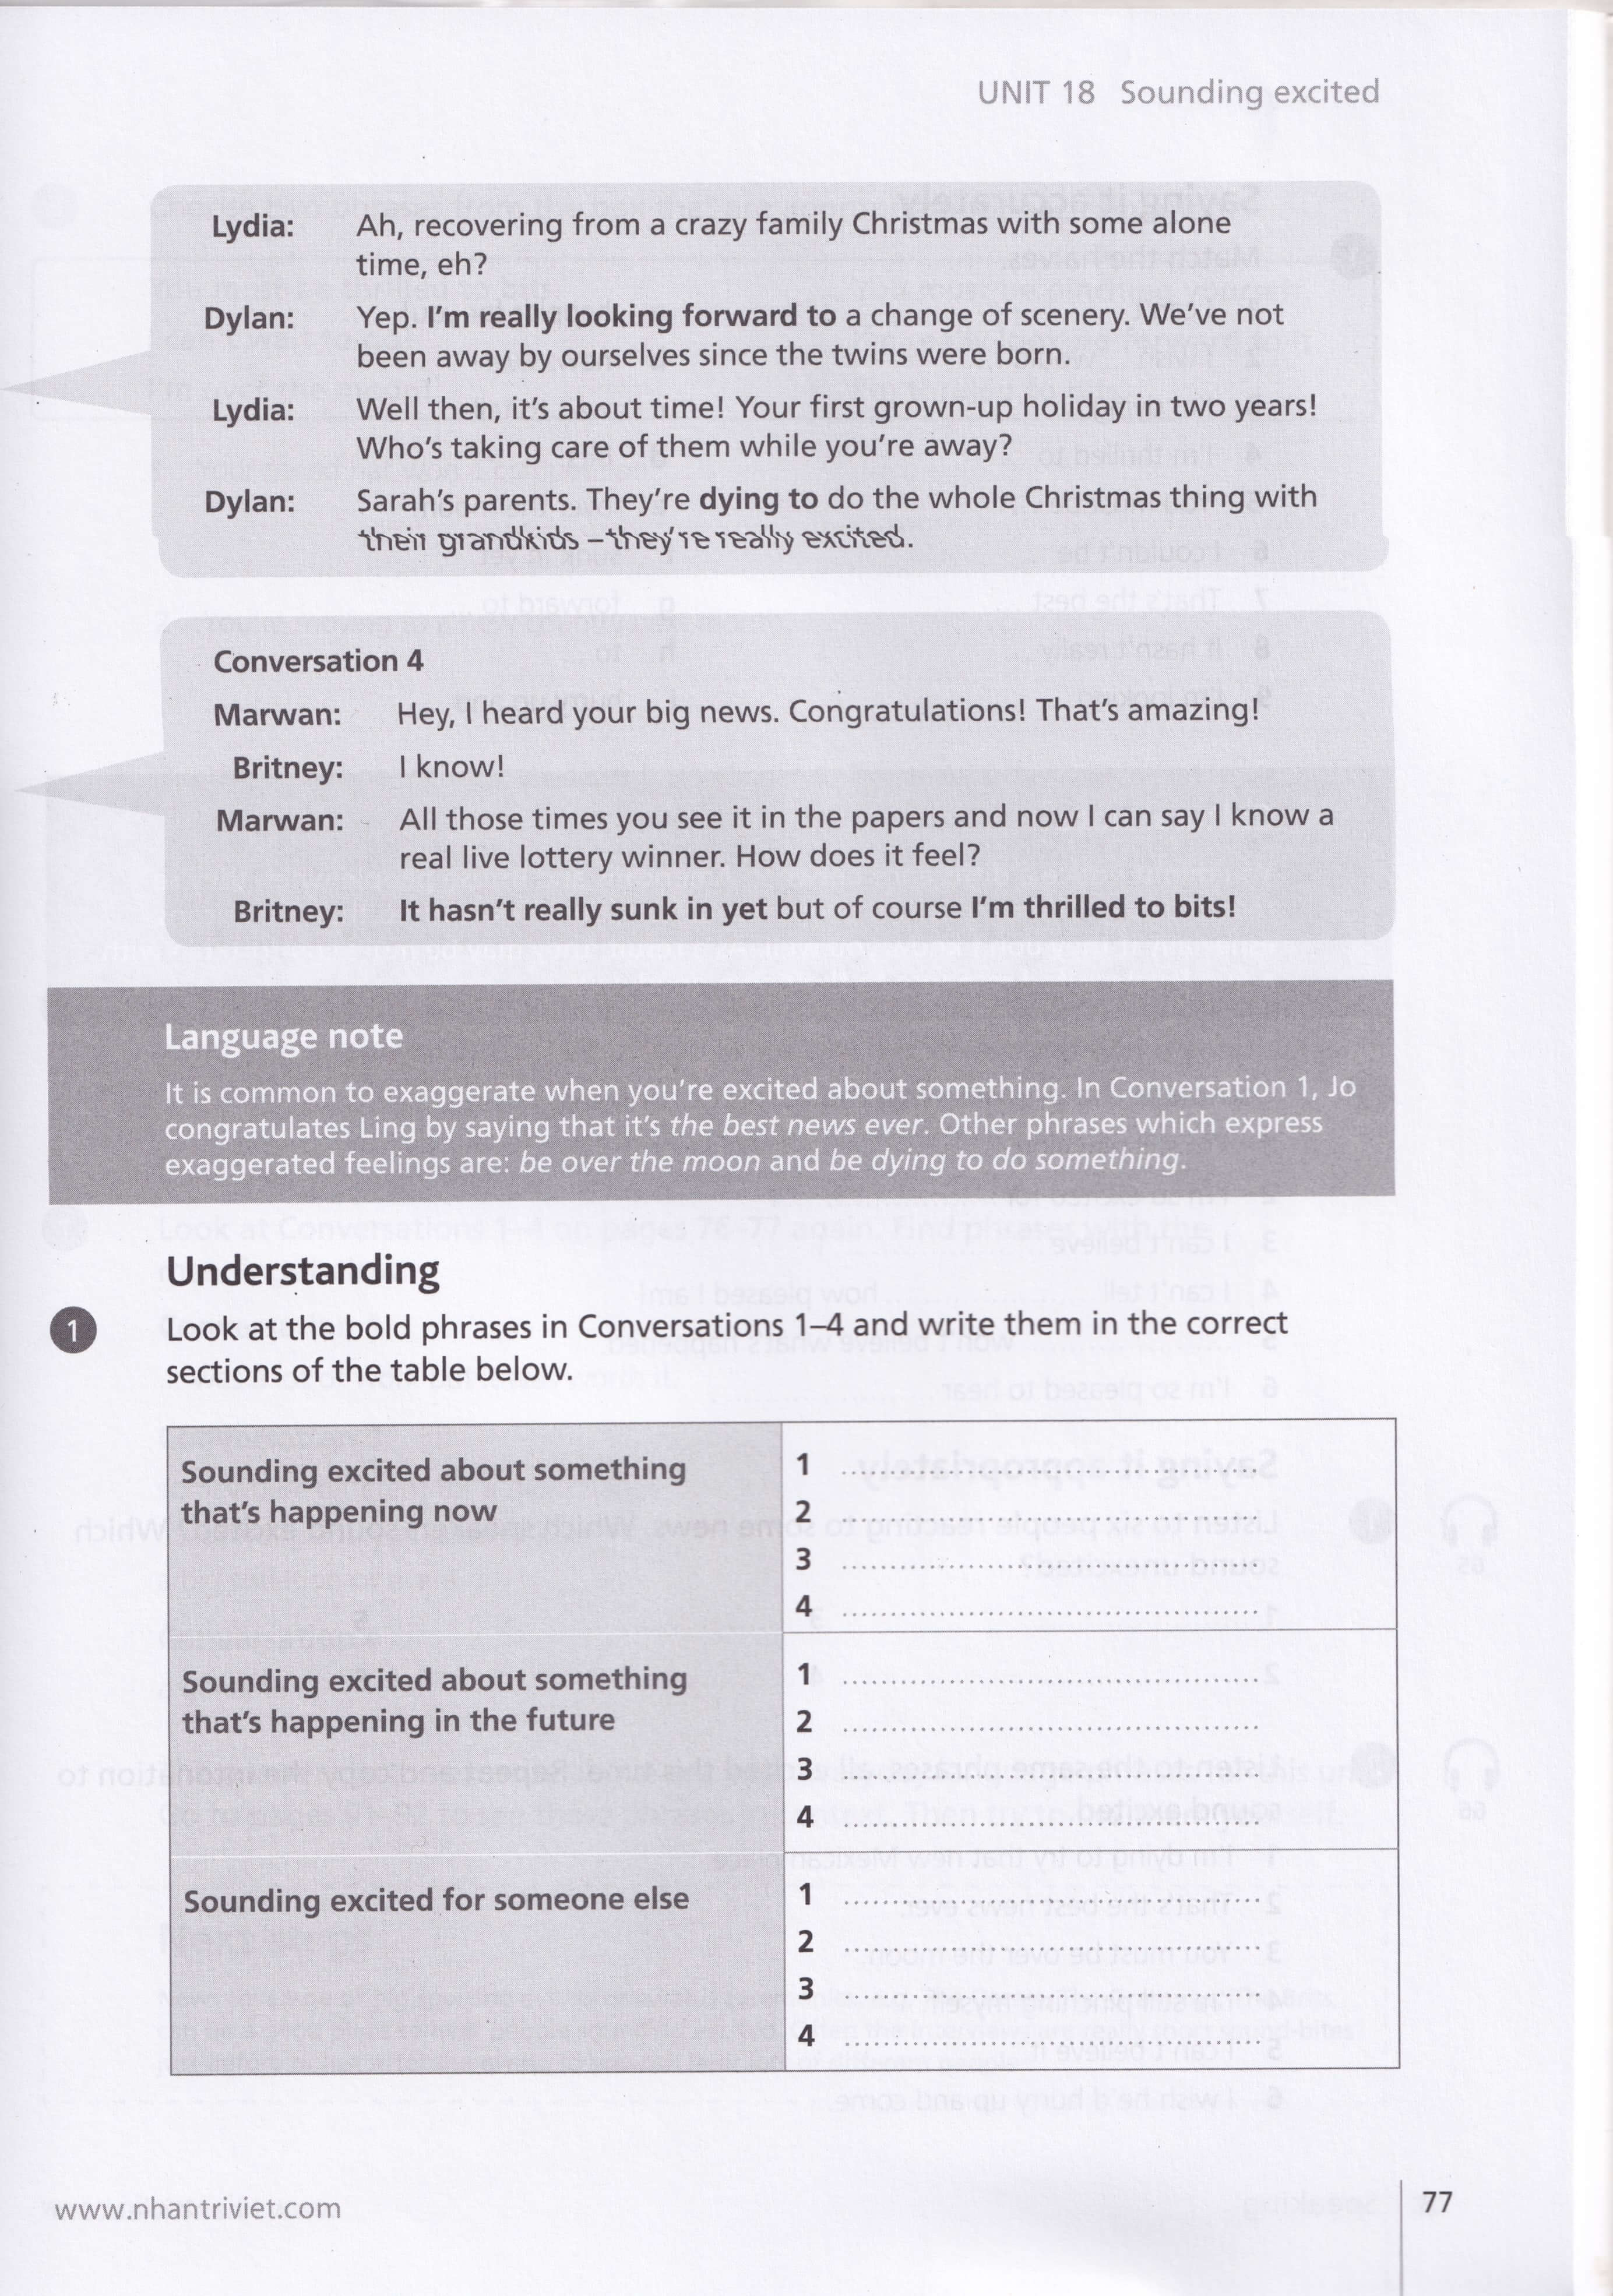 UNIT 18 Sounding excited
Lydia: Ah, recovering from a crazy family Christmas with some alone
time, eh?
Dylan: Yep. I'm really looking forward to a change of scenery. We've not
been away by ourselves since the twins were born.
Lydia: Well then, it's about time! Your first grown-up holiday in two years!
Who's taking care of them while you're away?
Dylan: Sarah's parents. They're dying to do the whole Christmas thing with
their grandkids – they're really excited.
Conversation 4
Marwan: Hey, I heard your big news. Congratulations! That's amazing!
Britney: I know!
Marwan: All those times you see it in the papers and now I can say I know a
real live lottery winner. How does it feel?
Britney: It hasn't really sunk in yet but of course I'm thrilled to bits!
Language note
It is common to exaggerate when you're excited about something. In Conversation 1, Jo
congratulates Ling by saying that it's the best news ever. Other phrases which express
exaggerated feelings are: be over the moon and be dying to do something.
Understanding
1 Look at the bold phrases in Conversations 1–4 and write them in the correct
sections of the table below.
Sounding excited about something
that's happening now
1
2
3
4
Sounding excited about something
that's happening in the future
1
2
3
4
Sounding excited for someone else
1
2
3
4
www.nhantriviet.com
77